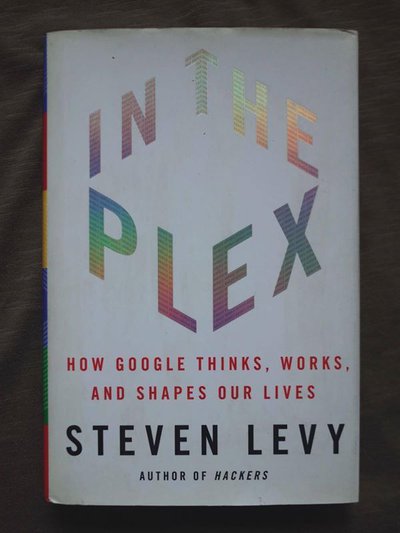 IN THE
PLEX
HOW GOOGLE THINKS, WORKS,
AND SHAPES OUR LIVES
STEVEN LEVY
AUTHOR OF HACKERS